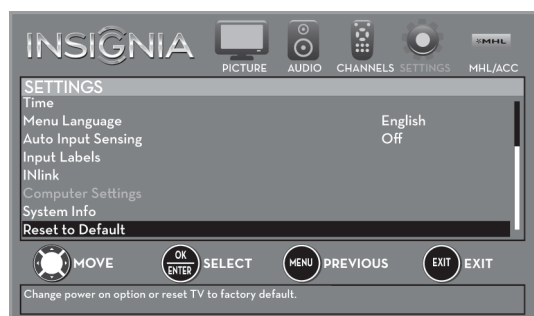 INSIGNIA
PICTURE AUDIO CHANNELS SETTINGS MHL/ACC
MHL
SETTINGS
Time
Menu Language English
Auto Input Sensing Off
Input Labels
INlink
Computer Settings
System Info
Reset to Default
MOVE OK ENTER SELECT MENU PREVIOUS EXIT EXIT
Change power on option or reset TV to factory default.